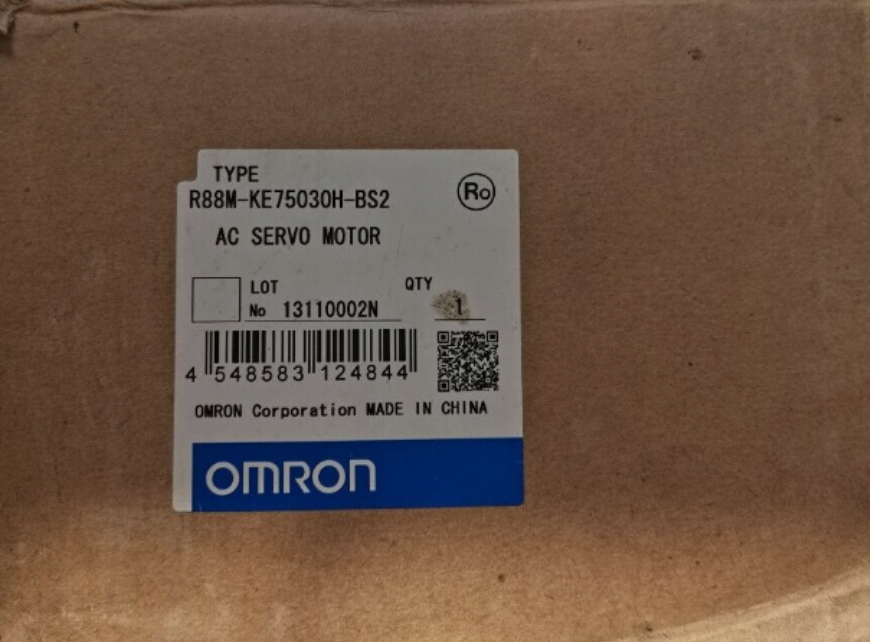 TYPE
R88M-KE75030H-BS2
Ro
AC SERVO MOTOR
LOT
No 13110002N
QTY
1
4 548583 124844
OMRON Corporation MADE IN CHINA
OMRON